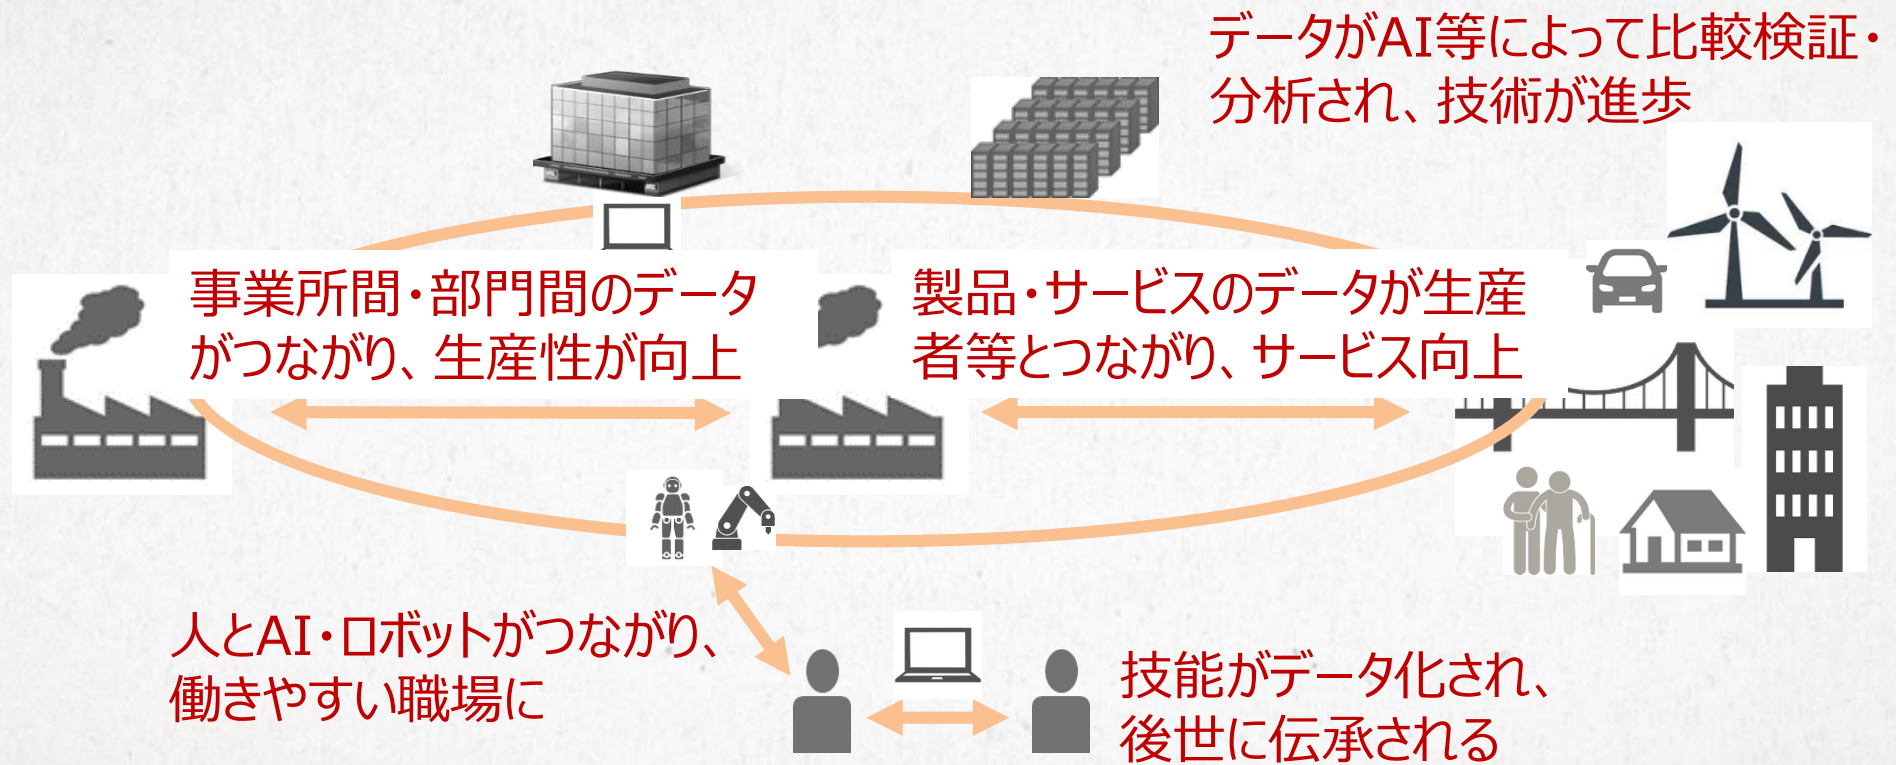 データがAI等によって比較検証・
分析され、技術が進歩
事業所間・部門間のデータ
がつながり、生産性が向上
製品・サービスのデータが生産
者等とつながり、サービス向上
人とAI・ロボットがつながり、
働きやすい職場に
技能がデータ化され、
後世に伝承される